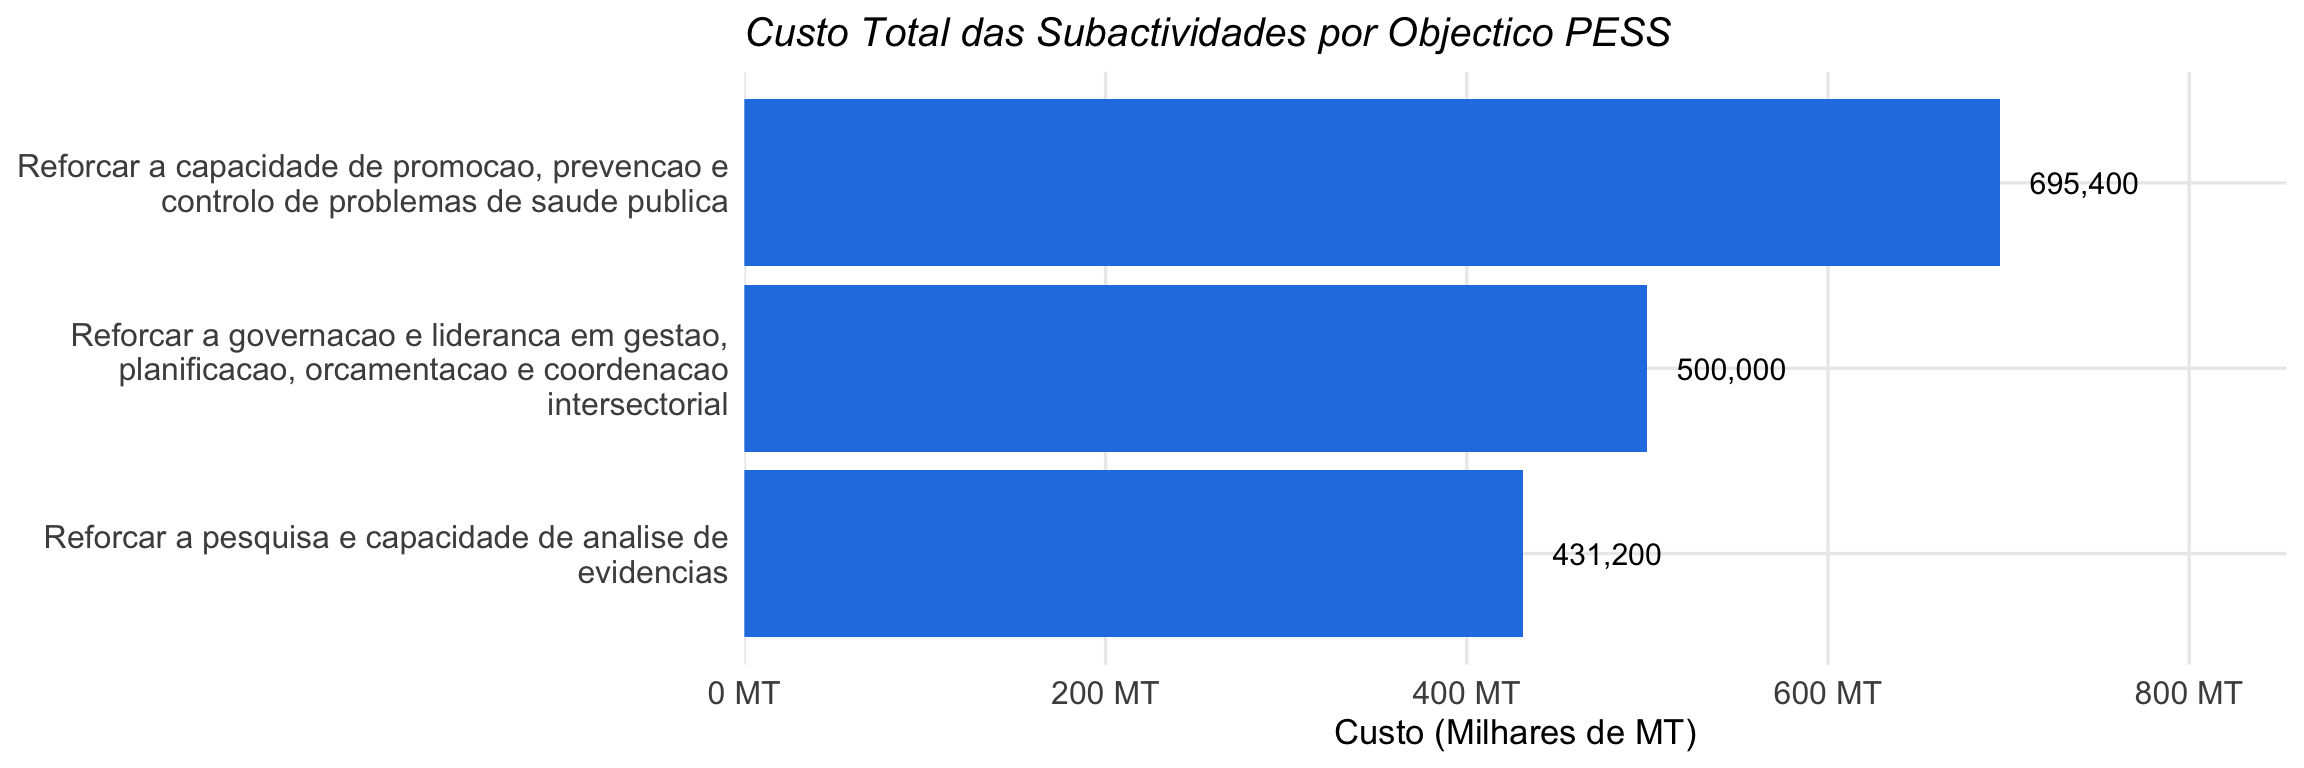 Custo Total das Subactividades por Objectico PESS
Reforcar a capacidade de promocao, prevencao e
controlo de problemas de saude publica
695,400
Reforcar a governacao e lideranca em gestao,
planificacao, orcamentacao e coordenacao
intersectorial
500,000
Reforcar a pesquisa e capacidade de analise de
evidencias
431,200
0 MT
200 MT
400 MT
600 MT
800 MT
Custo (Milhares de MT)